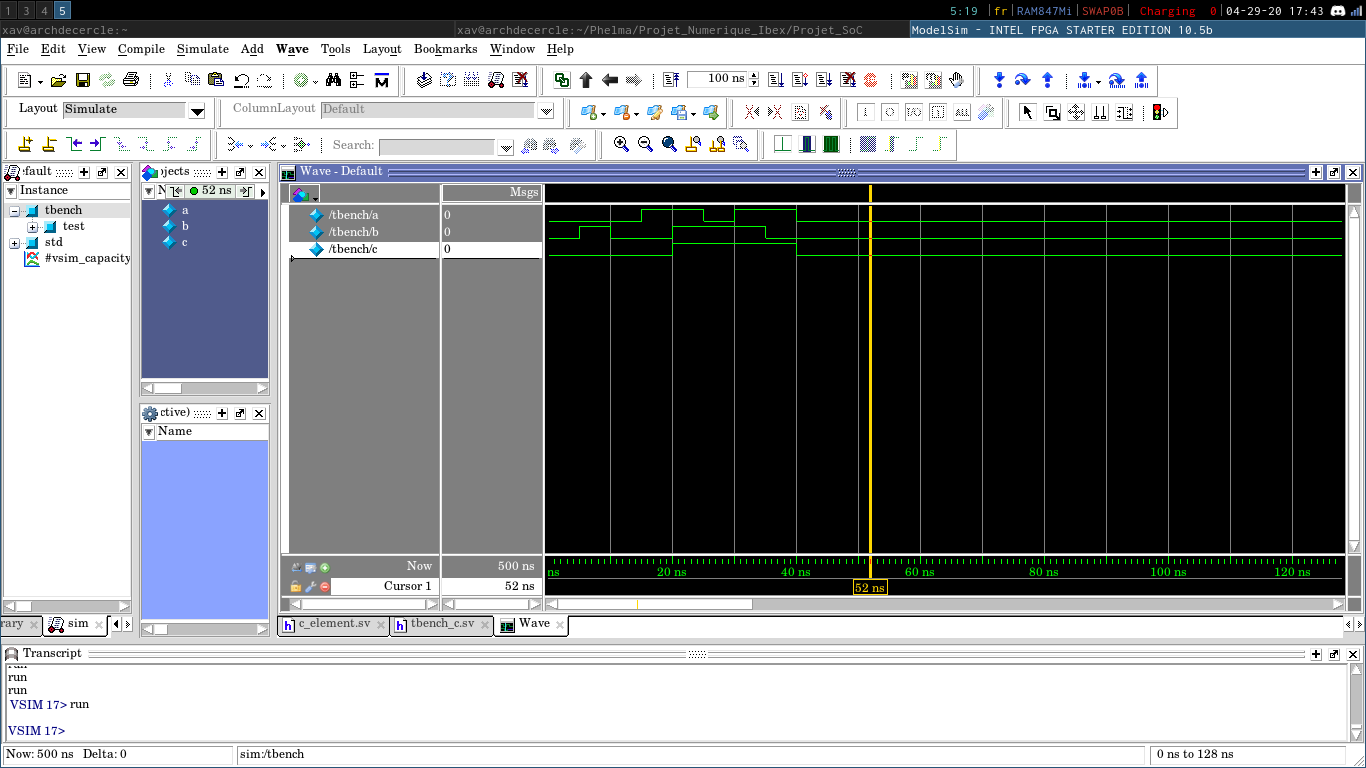 1 3 4 5 5:19 |fr |RAM847Mi |SWAP0B| Charging 0| 04-29-20 17:43
xav@archdecercle:~ xav@archdecercle:~/Phelma/Projet_Numerique_Ibex/Projet_SoC ModelSim - INTEL FPGA STARTER EDITION 10.5b
File Edit View Compile Simulate Add Wave Tools Layout Bookmarks Window Help
100 ns
Layout Simulate ColumnLayout Default
Search:
fault
Instance
tbench
test
std
#vsim_capacity
jects
52 ns
a
b
c
ctive)
Name
Wave - Default
Msgs
/tbench/a 0
/tbench/b 0
/tbench/c 0
Now 500 ns
Cursor 1 52 ns
ns 20 ns 40 ns 60 ns 80 ns 100 ns 120 ns
52 ns
rary sim c_element.sv tbench_c.sv Wave
Transcript
run
run
run
VSIM 17> run
VSIM 17>
Now: 500 ns Delta: 0 sim:/tbench 0 ns to 128 ns